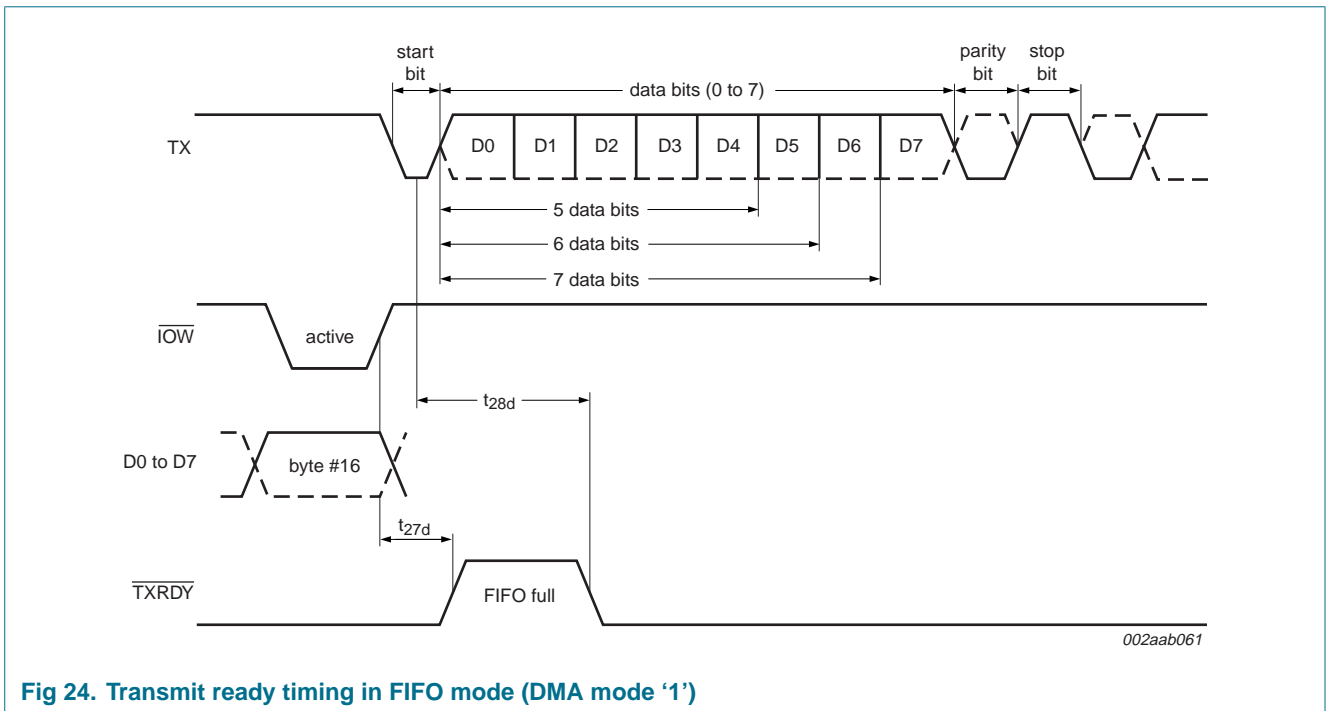 start
bit
data bits (0 to 7)
parity
bit
stop
bit
TX
D0 D1 D2 D3 D4 D5 D6 D7
5 data bits
6 data bits
7 data bits
IOW
active
t28d
D0 to D7
byte #16
t27d
TXRDY
FIFO full
002aab061
Fig 24. Transmit ready timing in FIFO mode (DMA mode ‘1’)